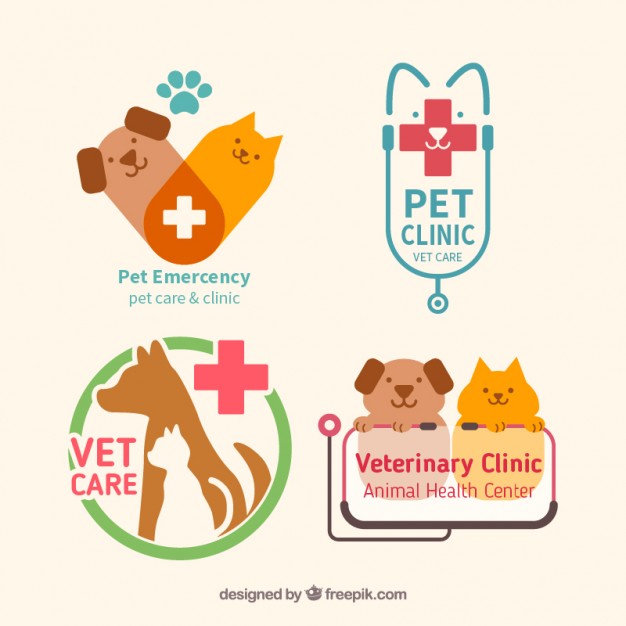 Pet Emercency
pet care & clinic
PET
CLINIC
VET CARE
VET
CARE
Veterinary Clinic
Animal Health Center
designed by freepik.com